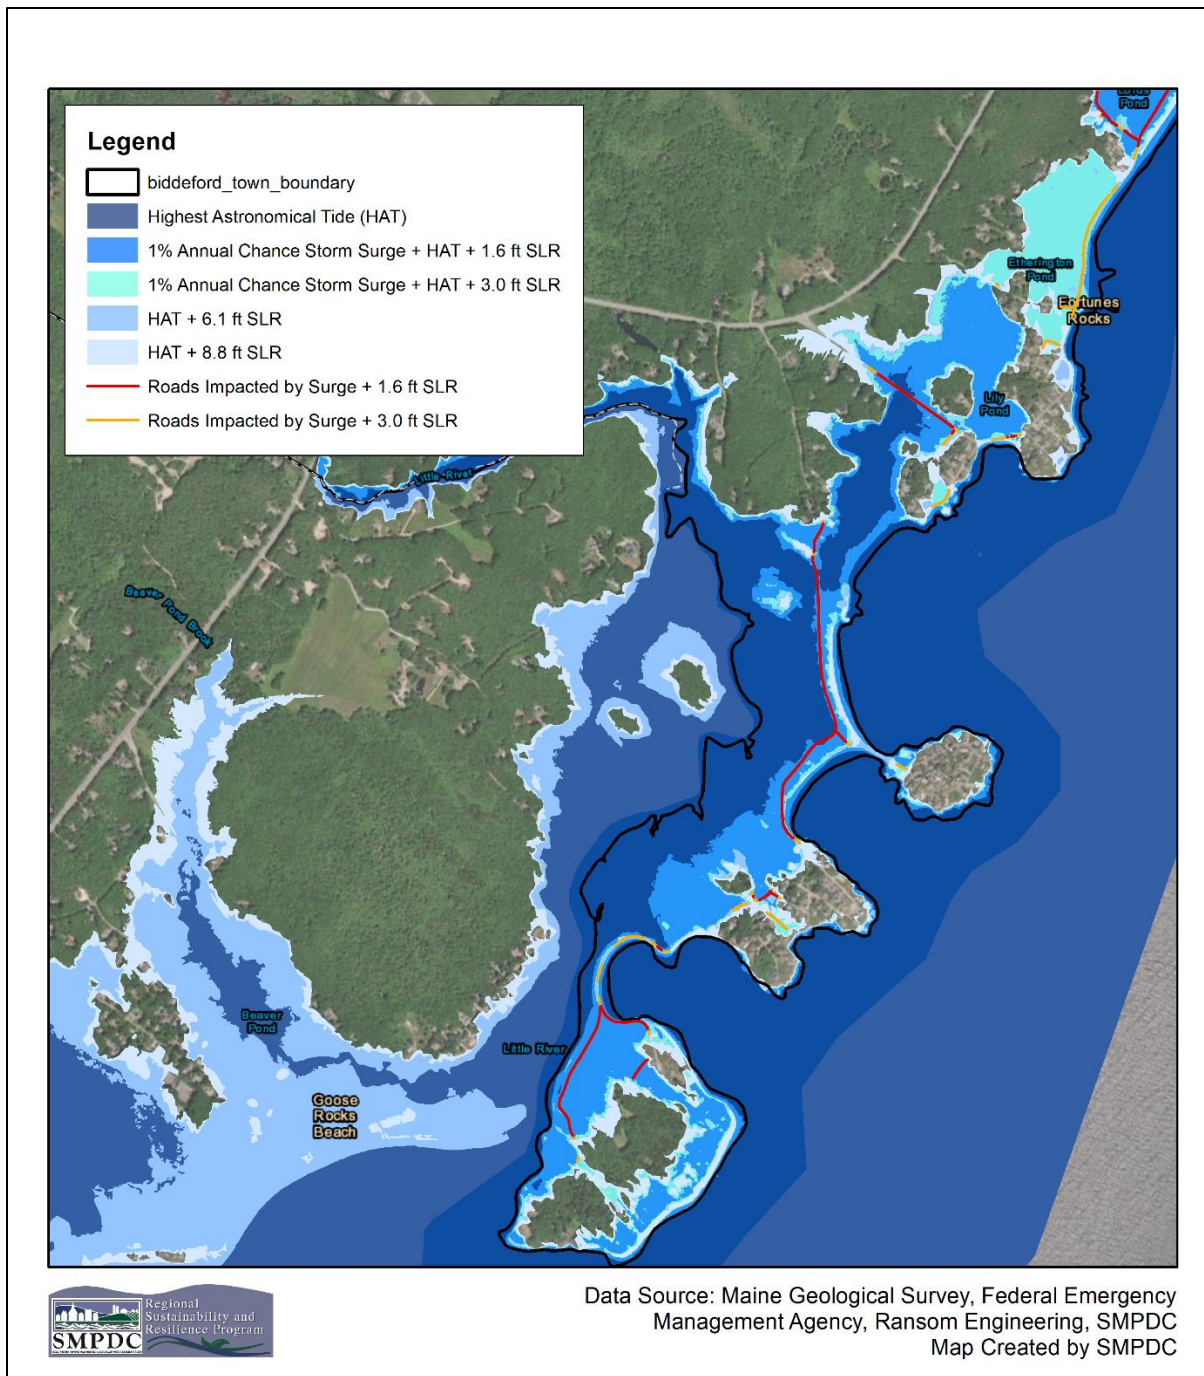 Legend
biddeford_town_boundary
Highest Astronomical Tide (HAT)
1% Annual Chance Storm Surge + HAT + 1.6 ft SLR
1% Annual Chance Storm Surge + HAT + 3.0 ft SLR
HAT + 6.1 ft SLR
HAT + 8.8 ft SLR
Roads Impacted by Surge + 1.6 ft SLR
Roads Impacted by Surge + 3.0 ft SLR
Pond
Etherington
Pond
Fortunes
Rocks
Lily
Pond
Little River
Beaver Pond Brook
Beaver
Pond
Little River
Goose
Rocks
Beach
SMPDC
Regional
Sustainability and
Resilience Program
Data Source: Maine Geological Survey, Federal Emergency
Management Agency, Ransom Engineering, SMPDC
Map Created by SMPDC